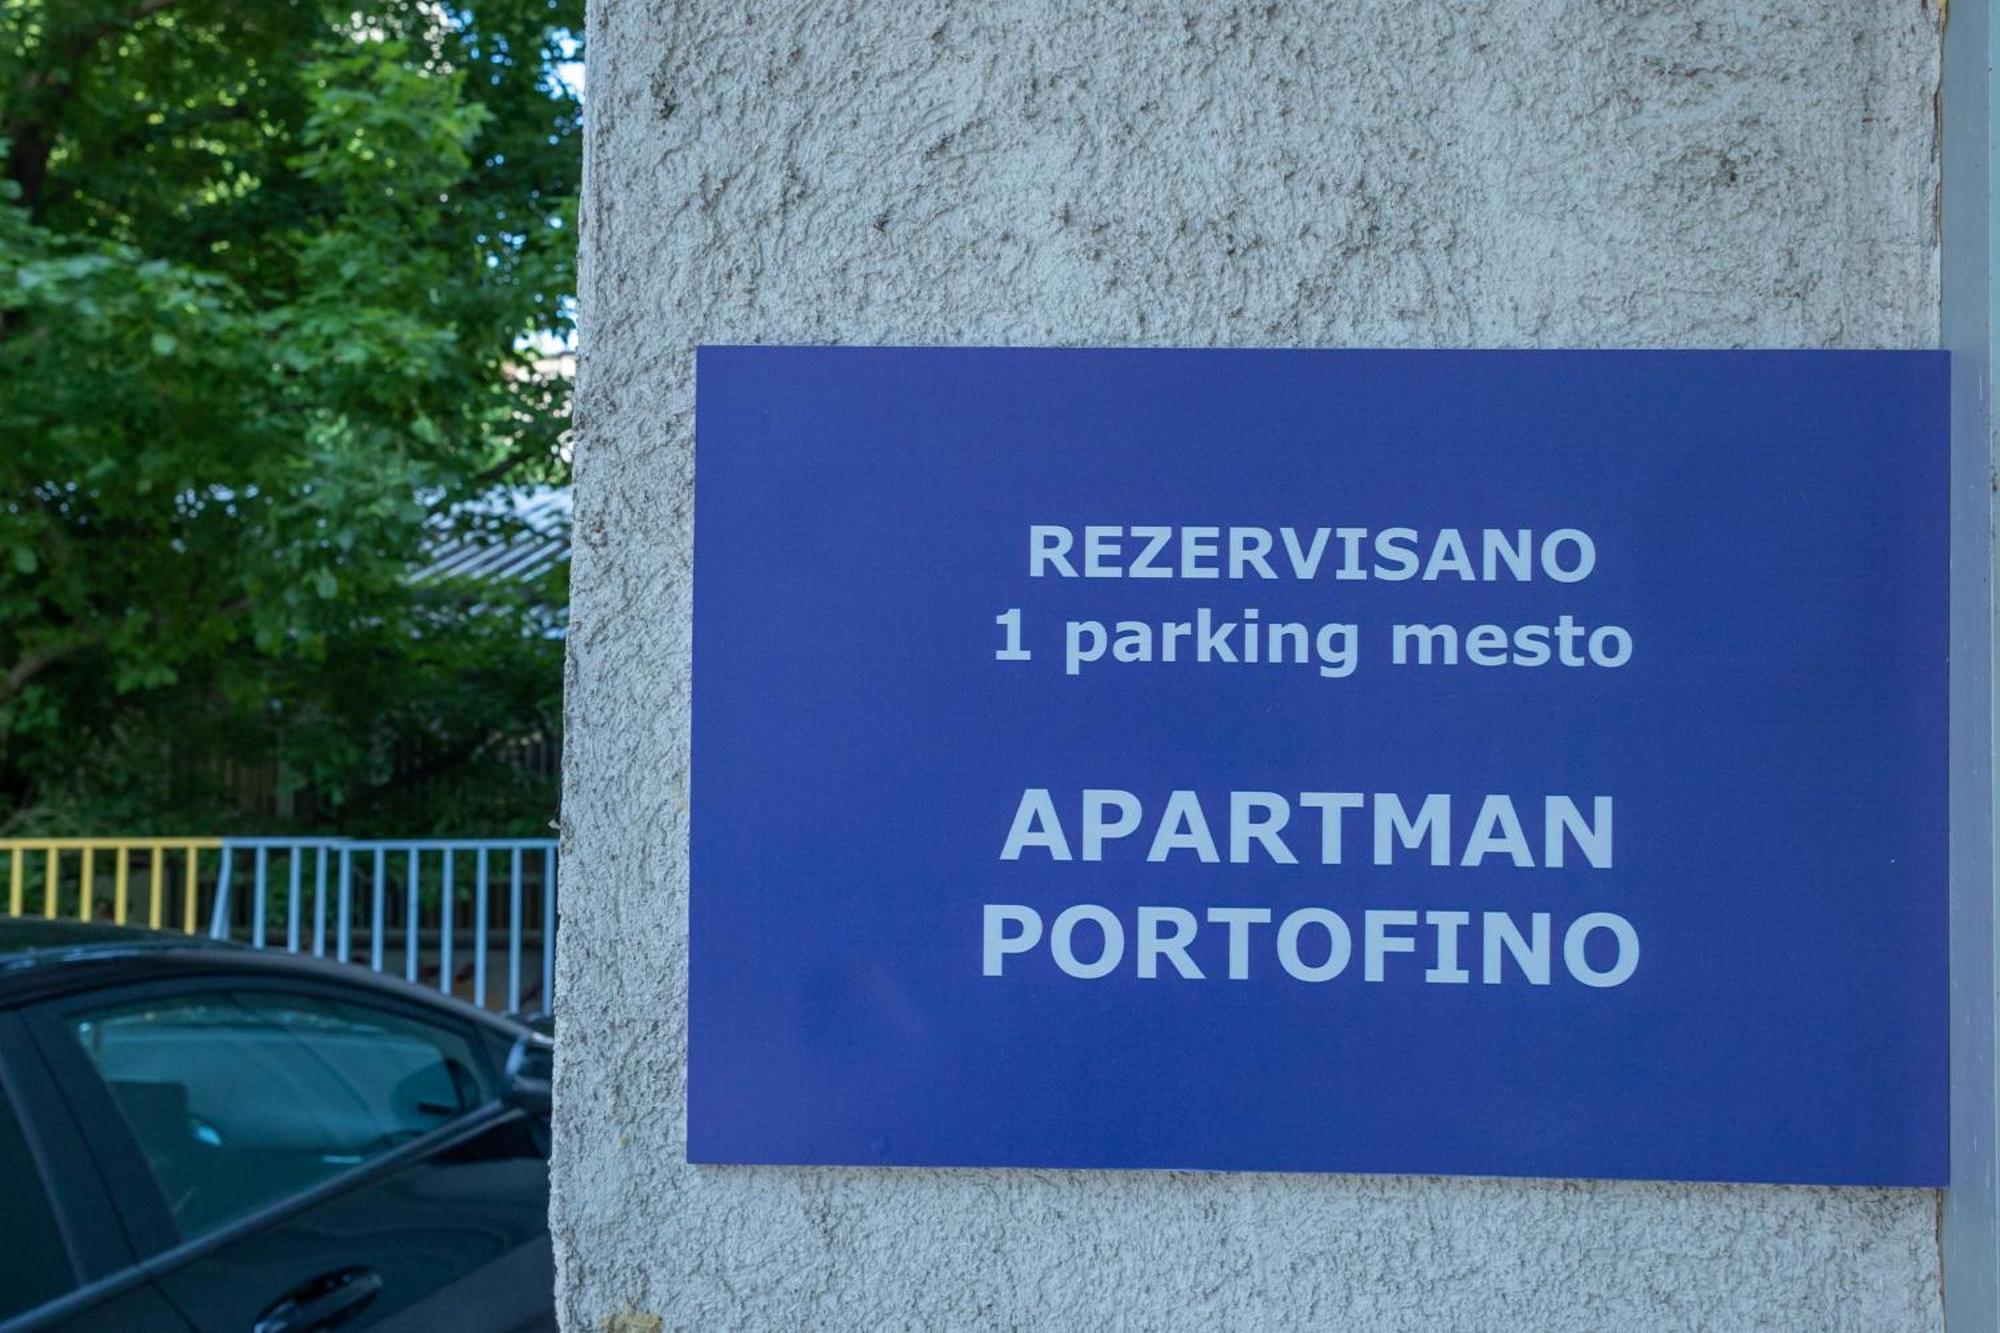 REZERVISANO
1 parking mesto
APARTMAN
PORTOFINO